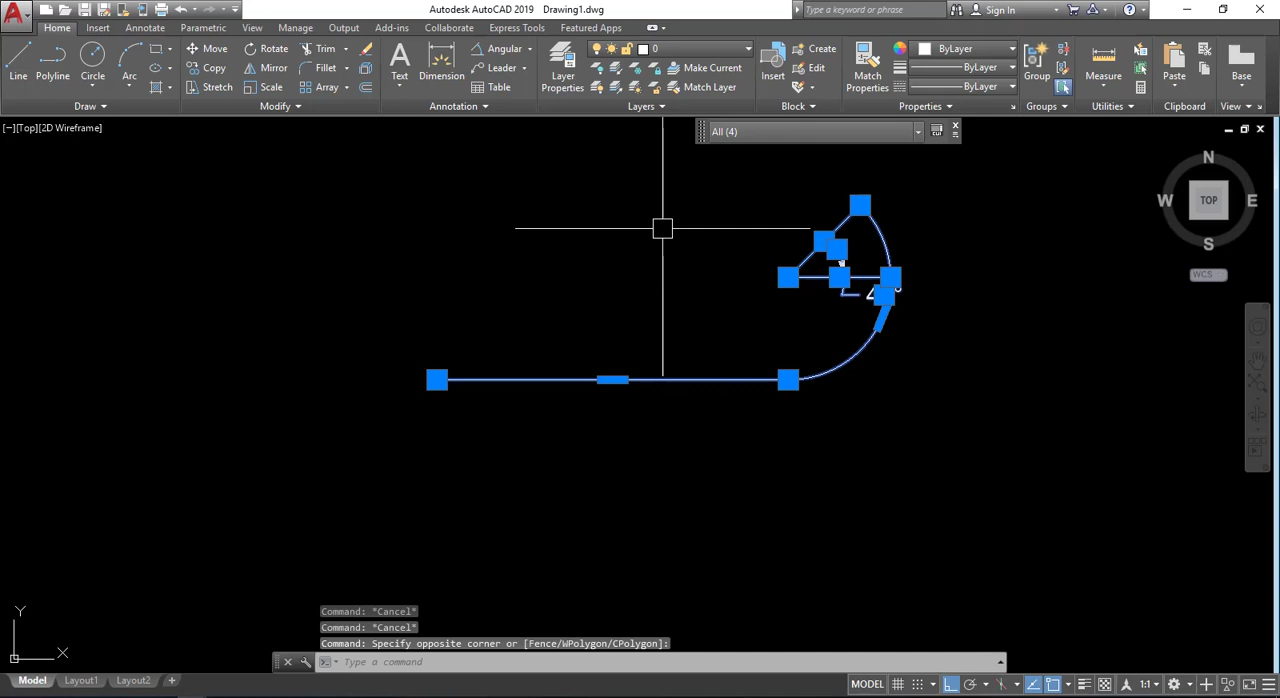 Autodesk AutoCAD 2019 Drawing1.dwg
Type a keyword or phrase
Sign In
Home Insert Annotate Parametric View Manage Output Add-ins Collaborate Express Tools Featured Apps
Line Polyline Circle Arc
Move Rotate Trim
Copy Mirror Fillet
Stretch Scale Array
Text Dimension
Angular
Leader
Table
Layer
Properties
0
Make Current
Match Layer
Insert
Create
Edit
Match
Properties
ByLayer
ByLayer
ByLayer
Group Measure Paste Base
Draw Modify Annotation Layers Block Properties Groups Utilities Clipboard View
[−][Top][2D Wireframe]
All (4)
N
W TOP E
S
WCS
Command: *Cancel*
Command: *Cancel*
Command: Specify opposite corner or [Fence/WPolygon/CPolygon]:
Type a command
Y
X
Model Layout1 Layout2 +
MODEL 1:1